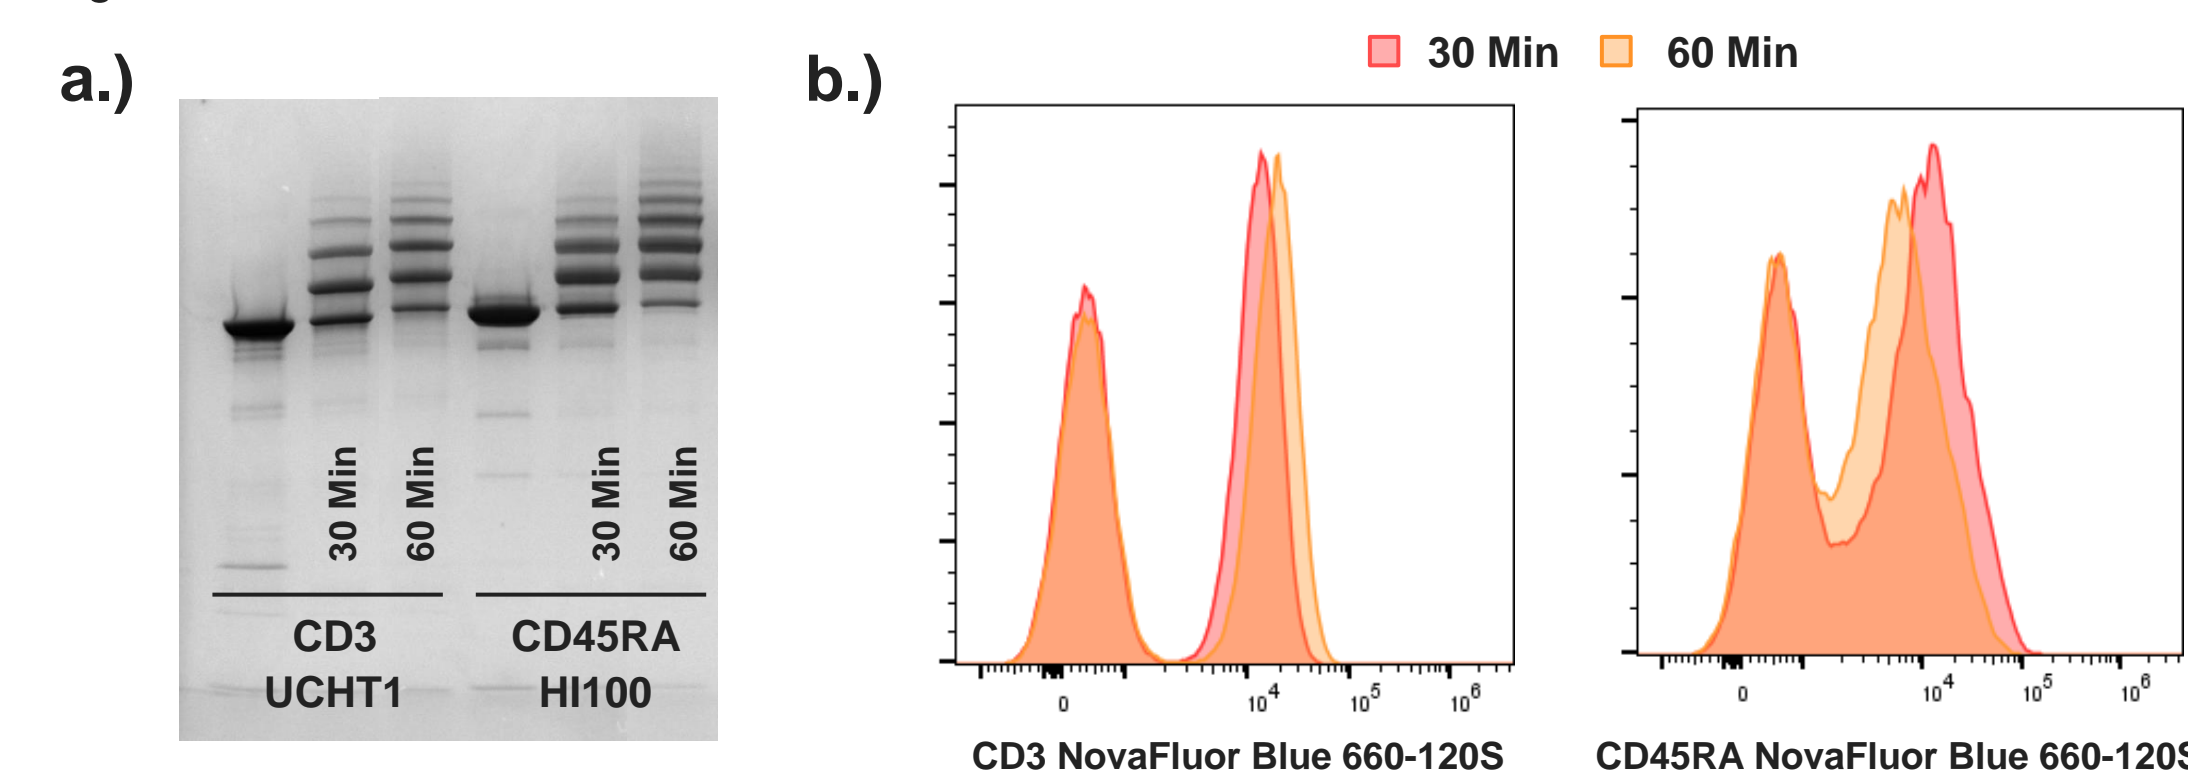 a.)
30 Min
60 Min
30 Min
60 Min
CD3
CD45RA
UCHT1
HI100
b.)
30 Min 60 Min
0 10^4 10^5 10^6
CD3 NovaFluor Blue 660-120S
0 10^4 10^5 10^6
CD45RA NovaFluor Blue 660-120S